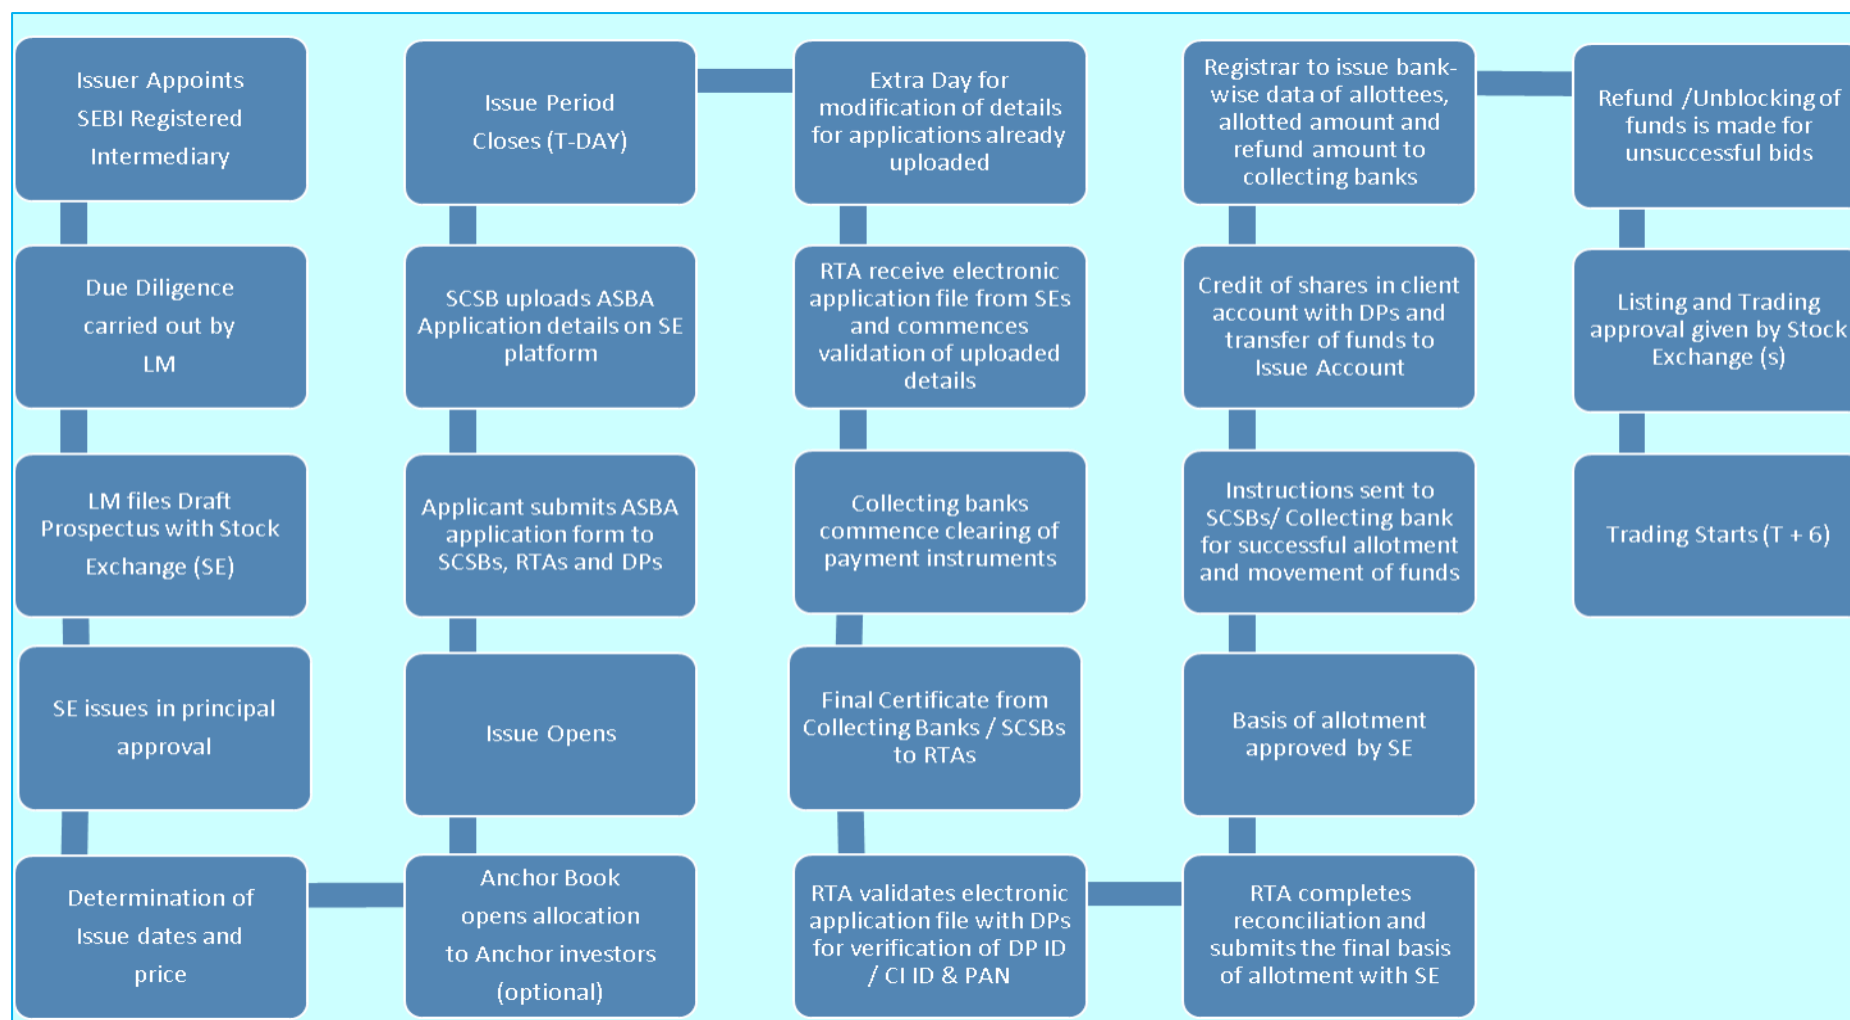 Issuer Appoints
SEBI Registered
Intermediary
Due Diligence
carried out by
LM
LM files Draft
Prospectus with Stock
Exchange (SE)
SE issues in principal
approval
Determination of
Issue dates and
price
Anchor Book
opens allocation
to Anchor investors
(optional)
Issue Opens
Applicant submits ASBA
application form to
SCSBs, RTAs and DPs
SCSB uploads ASBA
Application details on SE
platform
Issue Period
Closes (T-DAY)
Extra Day for
modification of details
for applications already
uploaded
RTA receive electronic
application file from SEs
and commences
validation of uploaded
details
Collecting banks
commence clearing of
payment instruments
Final Certificate from
Collecting Banks / SCSBs
to RTAs
RTA validates electronic
application file with DPs
for verification of DP ID
/ CI ID & PAN
RTA completes
reconciliation and
submits the final basis
of allotment with SE
Basis of allotment
approved by SE
Instructions sent to
SCSBs/ Collecting bank
for successful allotment
and movement of funds
Credit of shares in client
account with DPs and
transfer of funds to
Issue Account
Registrar to issue bank-
wise data of allottees,
allotted amount and
refund amount to
collecting banks
Refund /Unblocking of
funds is made for
unsuccessful bids
Listing and Trading
approval given by Stock
Exchange (s)
Trading Starts (T + 6)